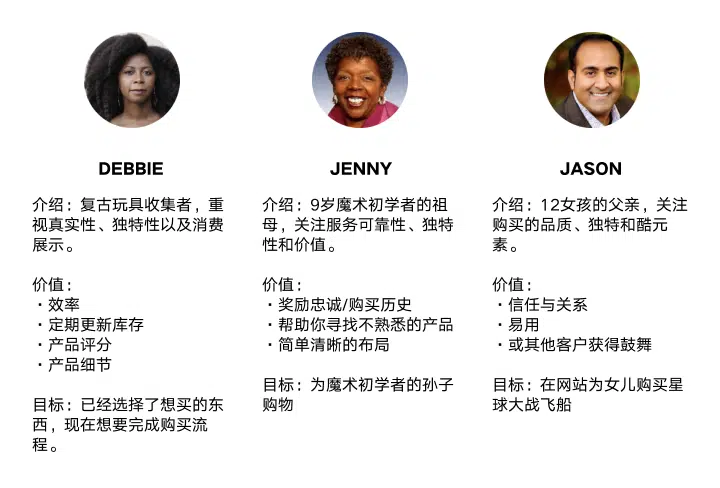 DEBBIE
介绍：复古玩具收集者，重
视真实性、独特性以及消费
展示。
价值：
・效率
・定期更新库存
・产品评分
・产品细节
目标：已经选择了想买的东
西，现在想要完成购买流
程。
JENNY
介绍：9岁魔术初学者的祖
母，关注服务可靠性、独特
性和价值。
价值：
・奖励忠诚/购买历史
・帮助你寻找不熟悉的产品
・简单清晰的布局
目标：为魔术初学者的孙子
购物
JASON
介绍：12女孩的父亲，关注
购买的品质、独特和酷元
素。
价值：
・信任与关系
・易用
・或其他客户获得鼓舞
目标：在网站为女儿购买星
球大战飞船